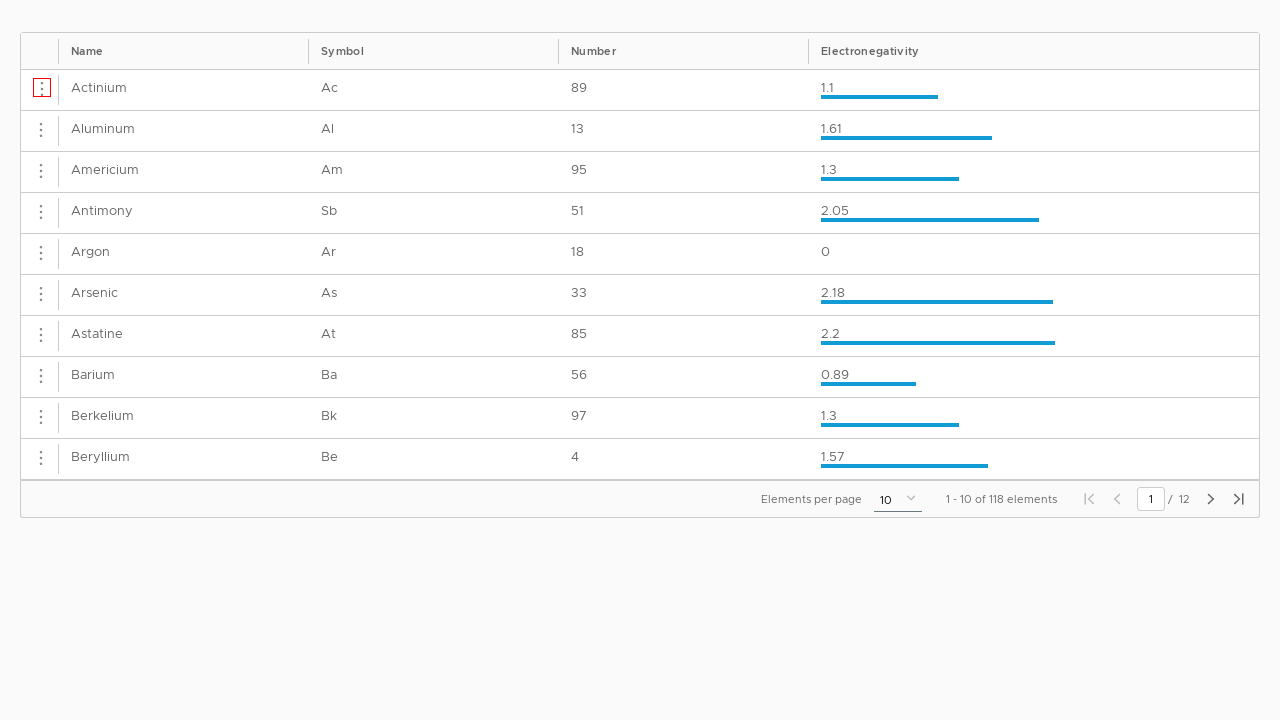 Name Symbol Number Electronegativity
Actinium Ac 89 1.1
Aluminum Al 13 1.61
Americium Am 95 1.3
Antimony Sb 51 2.05
Argon Ar 18 0
Arsenic As 33 2.18
Astatine At 85 2.2
Barium Ba 56 0.89
Berkelium Bk 97 1.3
Beryllium Be 4 1.57
Elements per page 10 1 - 10 of 118 elements 1 / 12